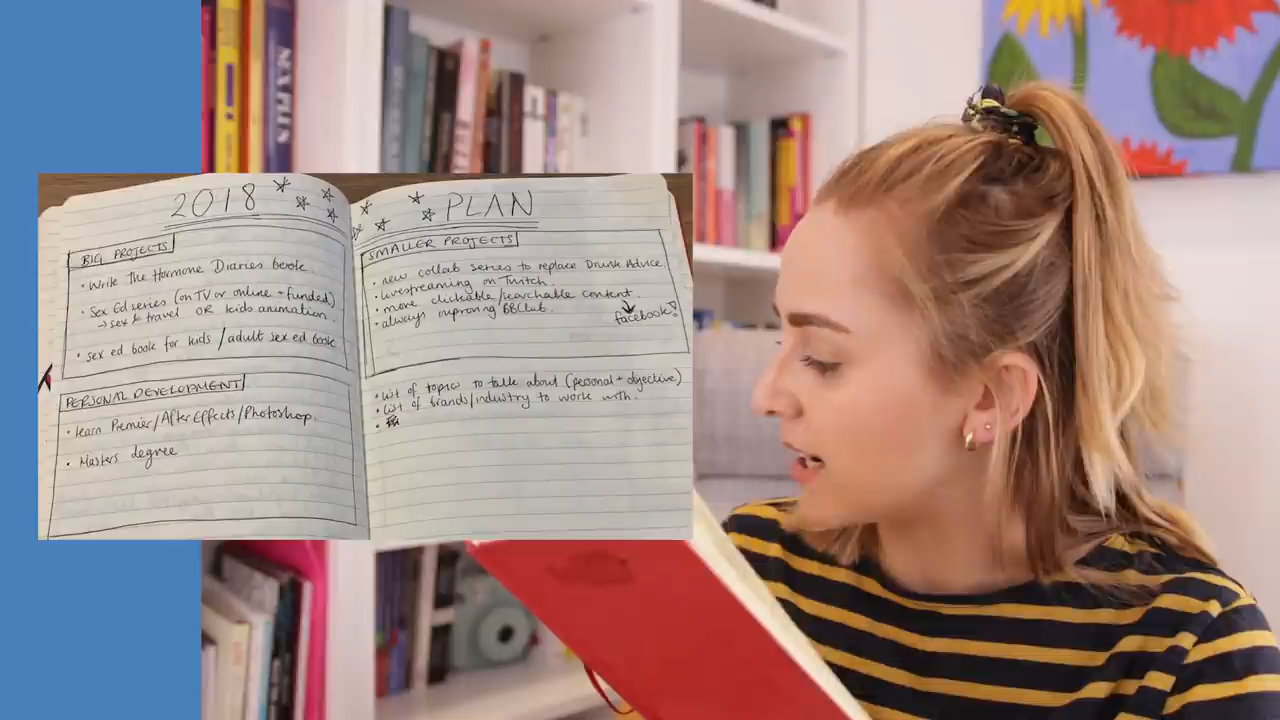 2018
BIG PROJECTS
• Write The Hormone Diaries book.
• Sex Ed series (on TV or online + funded)
→ sex & travel OR kids animation.
• sex ed book for kids / adult sex ed book
PERSONAL DEVELOPMENT
• learn Premier/After Effects/Photoshop.
• Masters degree
PLAN
SMALLER PROJECTS
• new collab series to replace Drunk Advice
• livestreaming on Twitch.
• more clickable/searchable content.
• always improving BBClub.
facebook?
• list of topics to talk about (personal + objective)
• list of brands/industry to work with.